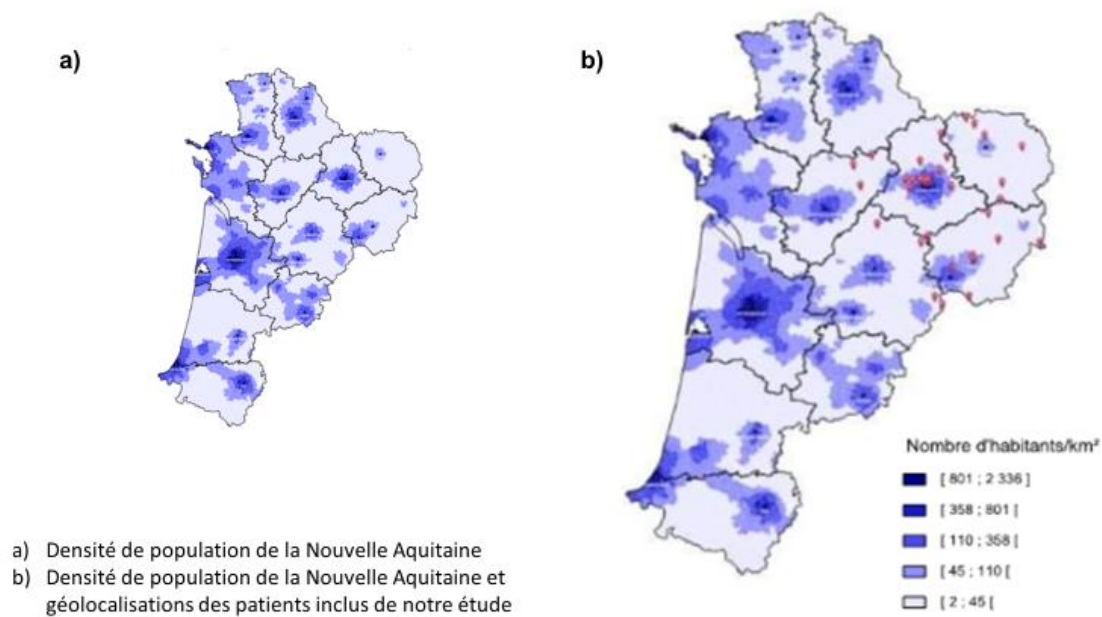 a)
b)
Nombre d'habitants/km²
[ 801 ; 2 336 ]
[ 358 ; 801 [
[ 110 ; 358 [
[ 45 ; 110 [
[ 2 ; 45 [
a) Densité de population de la Nouvelle Aquitaine
b) Densité de population de la Nouvelle Aquitaine et
géolocalisations des patients inclus de notre étude